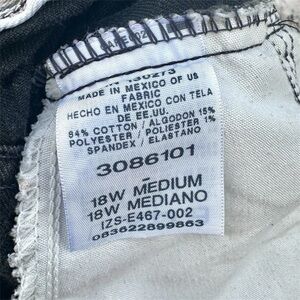 MADE IN MEXICO OF US
FABRIC
HECHO EN MEXICO CON TELA
DE EE.UU.
84% COTTON / ALGODON 15%
POLYESTER / POLIESTER 1%
SPANDEX / ELASTANO
3086101
-
18W MEDIUM
18W MEDIANO
IZS-E467-002
083622899863